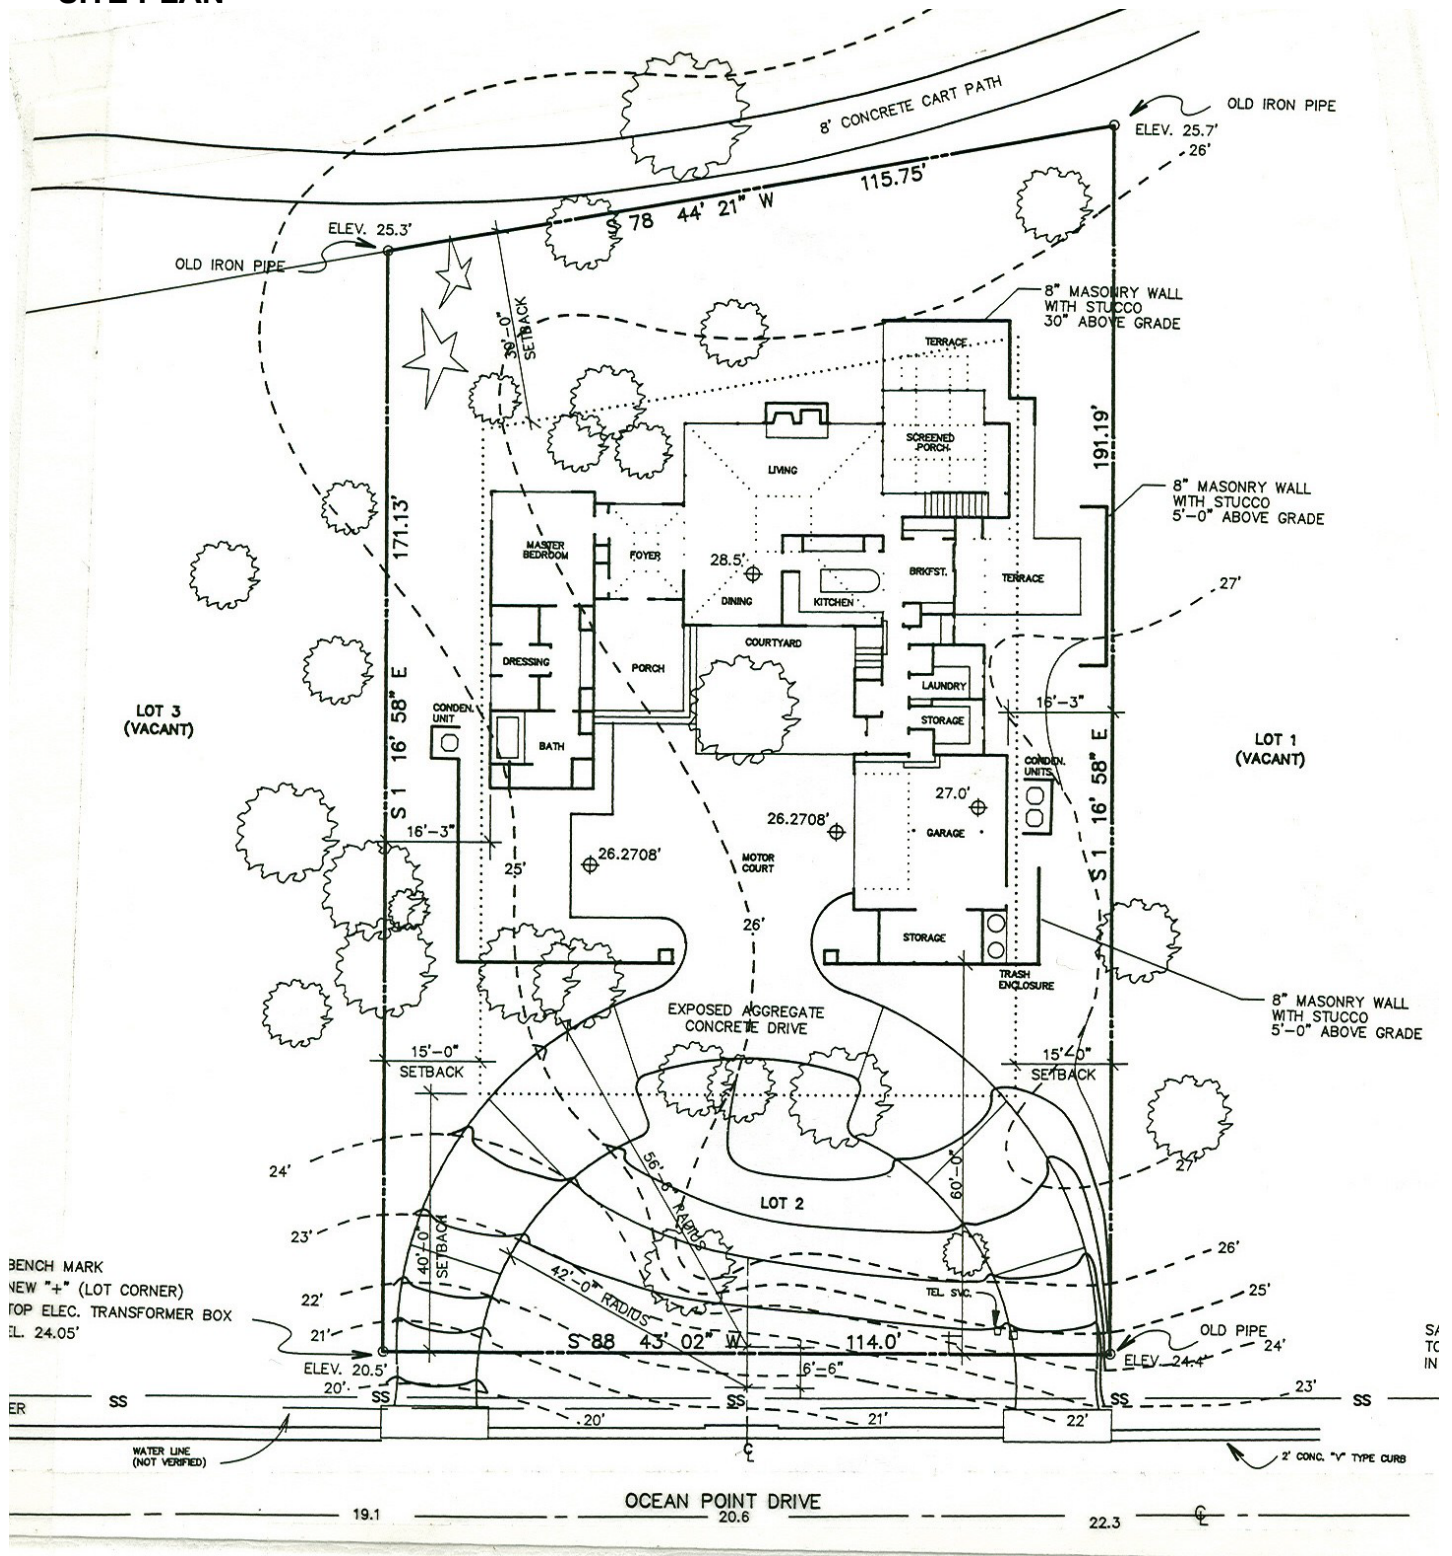 SITE PLAN
8' CONCRETE CART PATH
OLD IRON PIPE
ELEV. 25.7'
26'
115.75'
S 78 44' 21" W
ELEV. 25.3'
OLD IRON PIPE
30'-0"
SETBACK
8" MASONRY WALL
WITH STUCCO
30" ABOVE GRADE
TERRACE
SCREENED
PORCH
LIVING
191.19'
8" MASONRY WALL
WITH STUCCO
5'-0" ABOVE GRADE
171.13'
MASTER
BEDROOM
FOYER
28.5'
DINING
KITCHEN
BRKFST.
TERRACE
27'
COURTYARD
DRESSING
PORCH
LAUNDRY
STORAGE
16'-3"
LOT 3
(VACANT)
S 1 16' 58" E
CONDEN.
UNIT
BATH
LOT 1
(VACANT)
CONDEN.
UNITS
S 1 16' 58" E
27.0'
GARAGE
26.2708'
16'-3"
26.2708'
MOTOR
COURT
25'
26'
STORAGE
TRASH
ENCLOSURE
8" MASONRY WALL
WITH STUCCO
5'-0" ABOVE GRADE
EXPOSED AGGREGATE
CONCRETE DRIVE
15'-0"
SETBACK
15'-0"
SETBACK
24'
56'-6" RADIUS
60'-0"
27'
LOT 2
23'
40'-0"
SETBACK
26'
BENCH MARK
NEW "+" (LOT CORNER)
TOP ELEC. TRANSFORMER BOX
EL. 24.05'
22'
42'-0" RADIUS
TEL. SVC.
25'
21'
S 88 43' 02" W
114.0'
OLD PIPE
24'
ELEV. 20.5'
6'-6"
ELEV. 24.4'
SA
TO
IN
20'
23'
SS
SS
SS
SS
SS
ER
20'
21'
22'
WATER LINE
(NOT VERIFIED)
2' CONC. "V" TYPE CURB
OCEAN POINT DRIVE
19.1
20.6
22.3